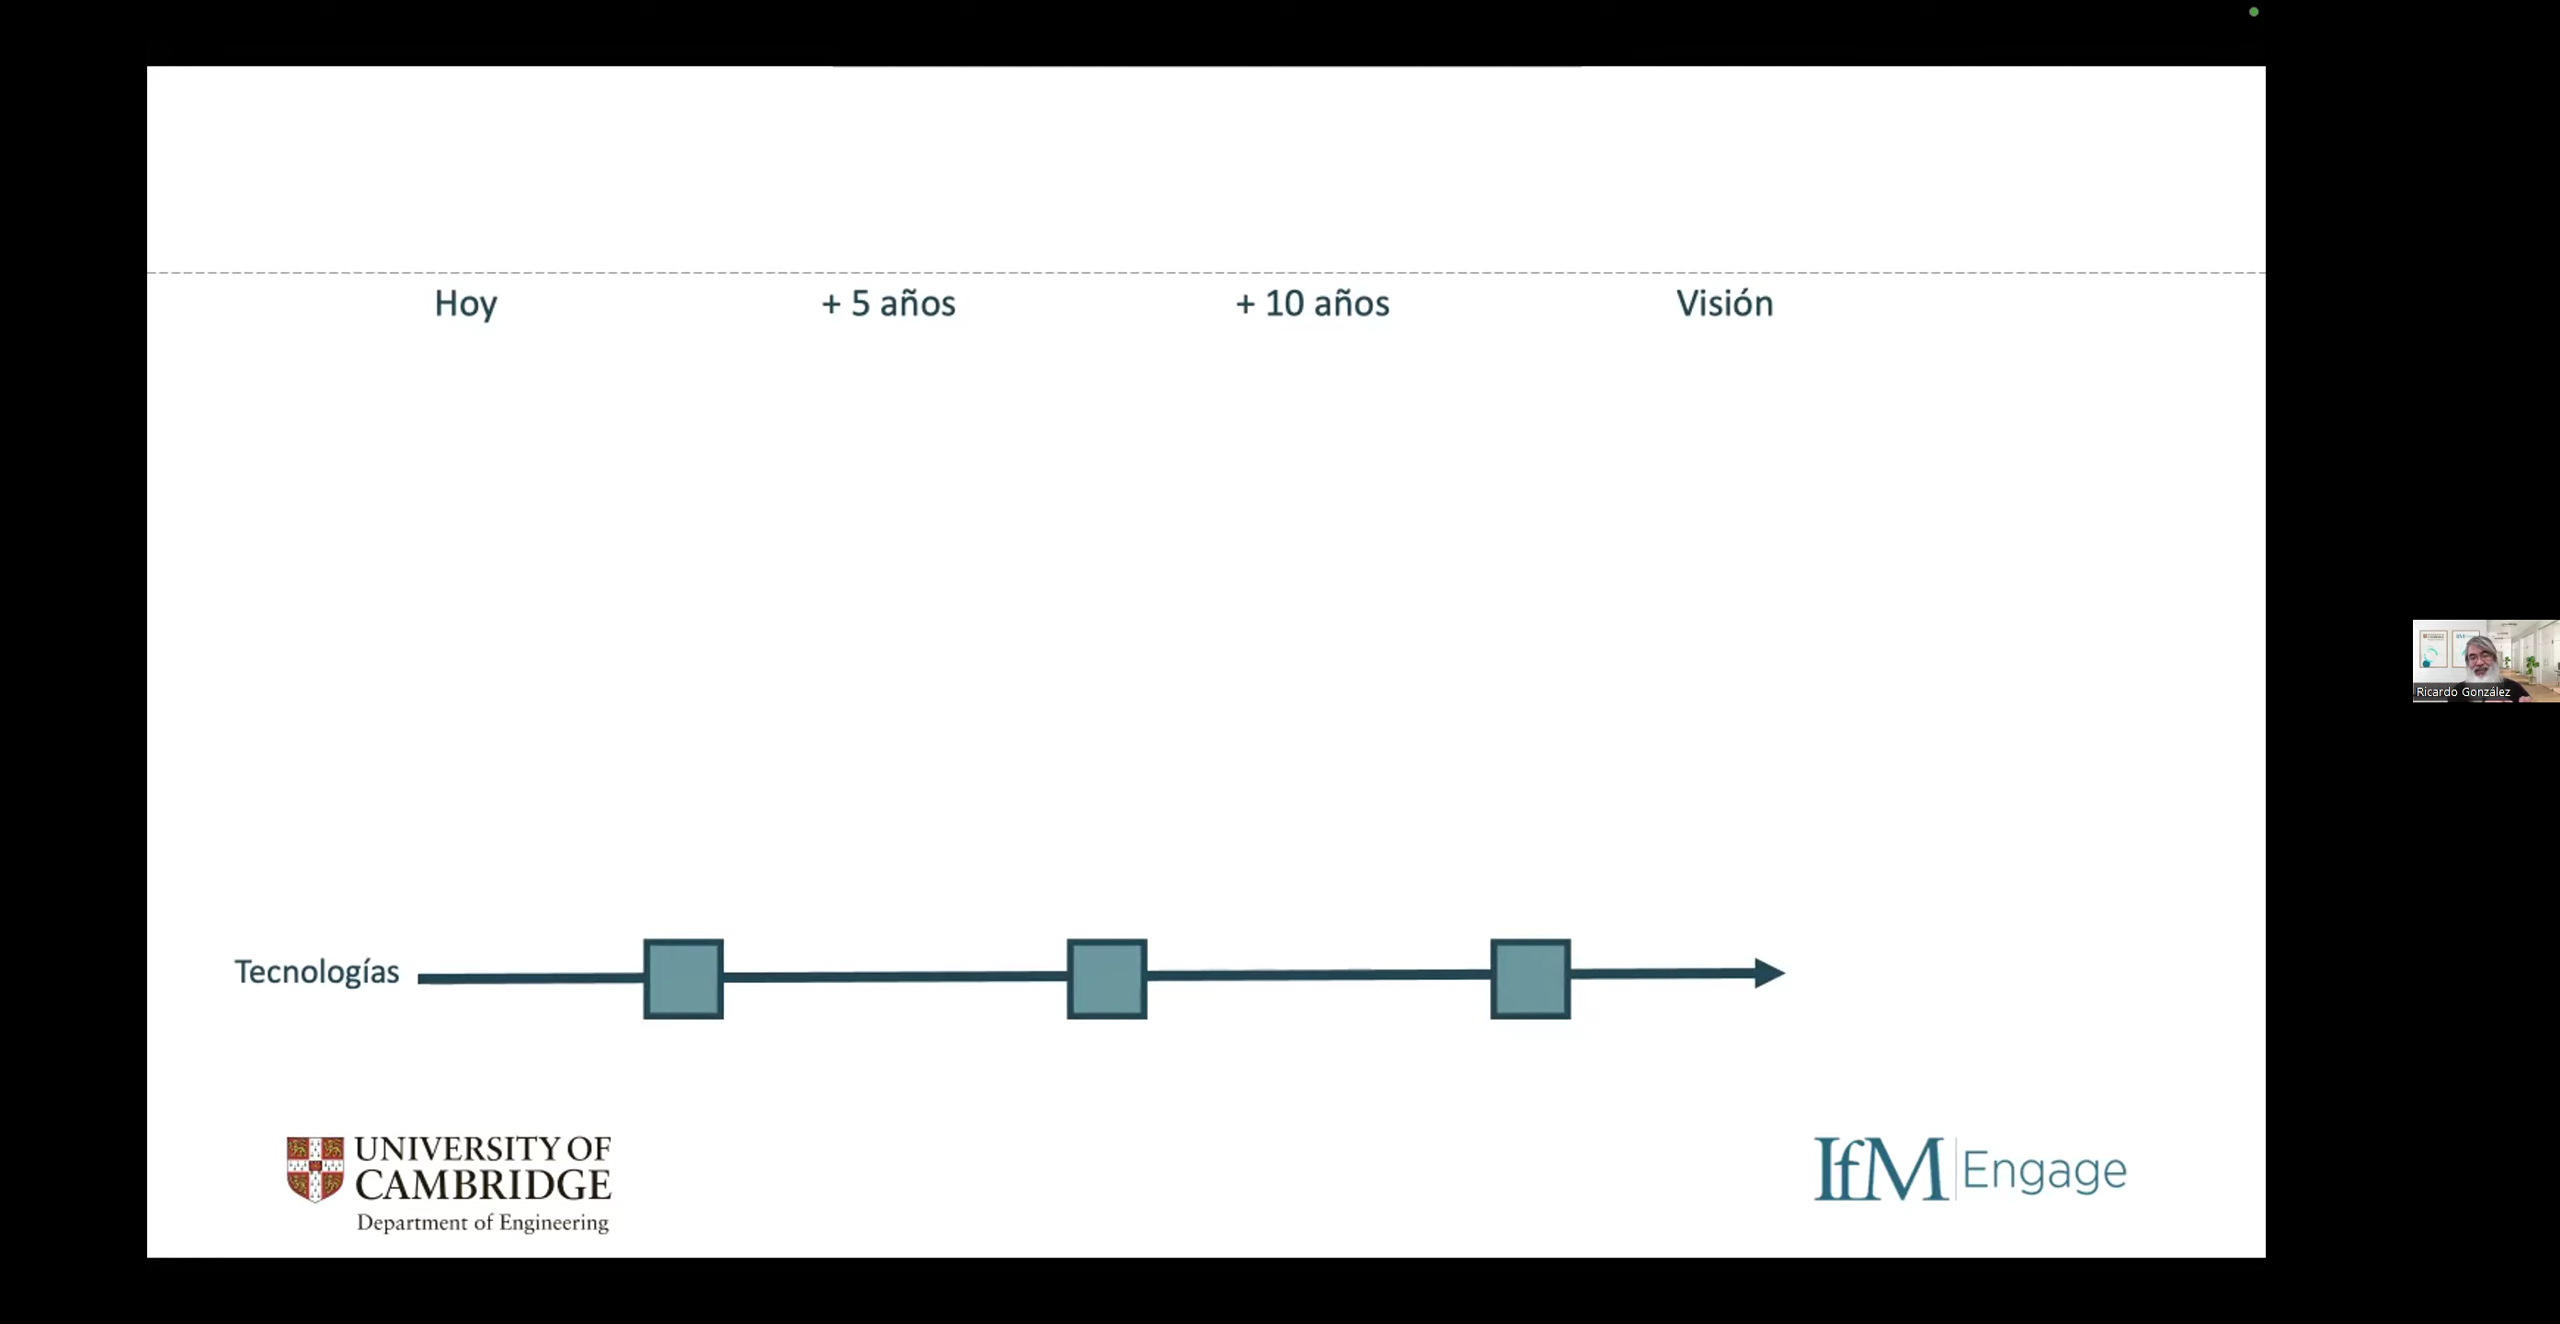 Hoy
+ 5 años
+ 10 años
Visión
Ricardo González
Tecnologías
UNIVERSITY OF
CAMBRIDGE
Department of Engineering
IfM Engage